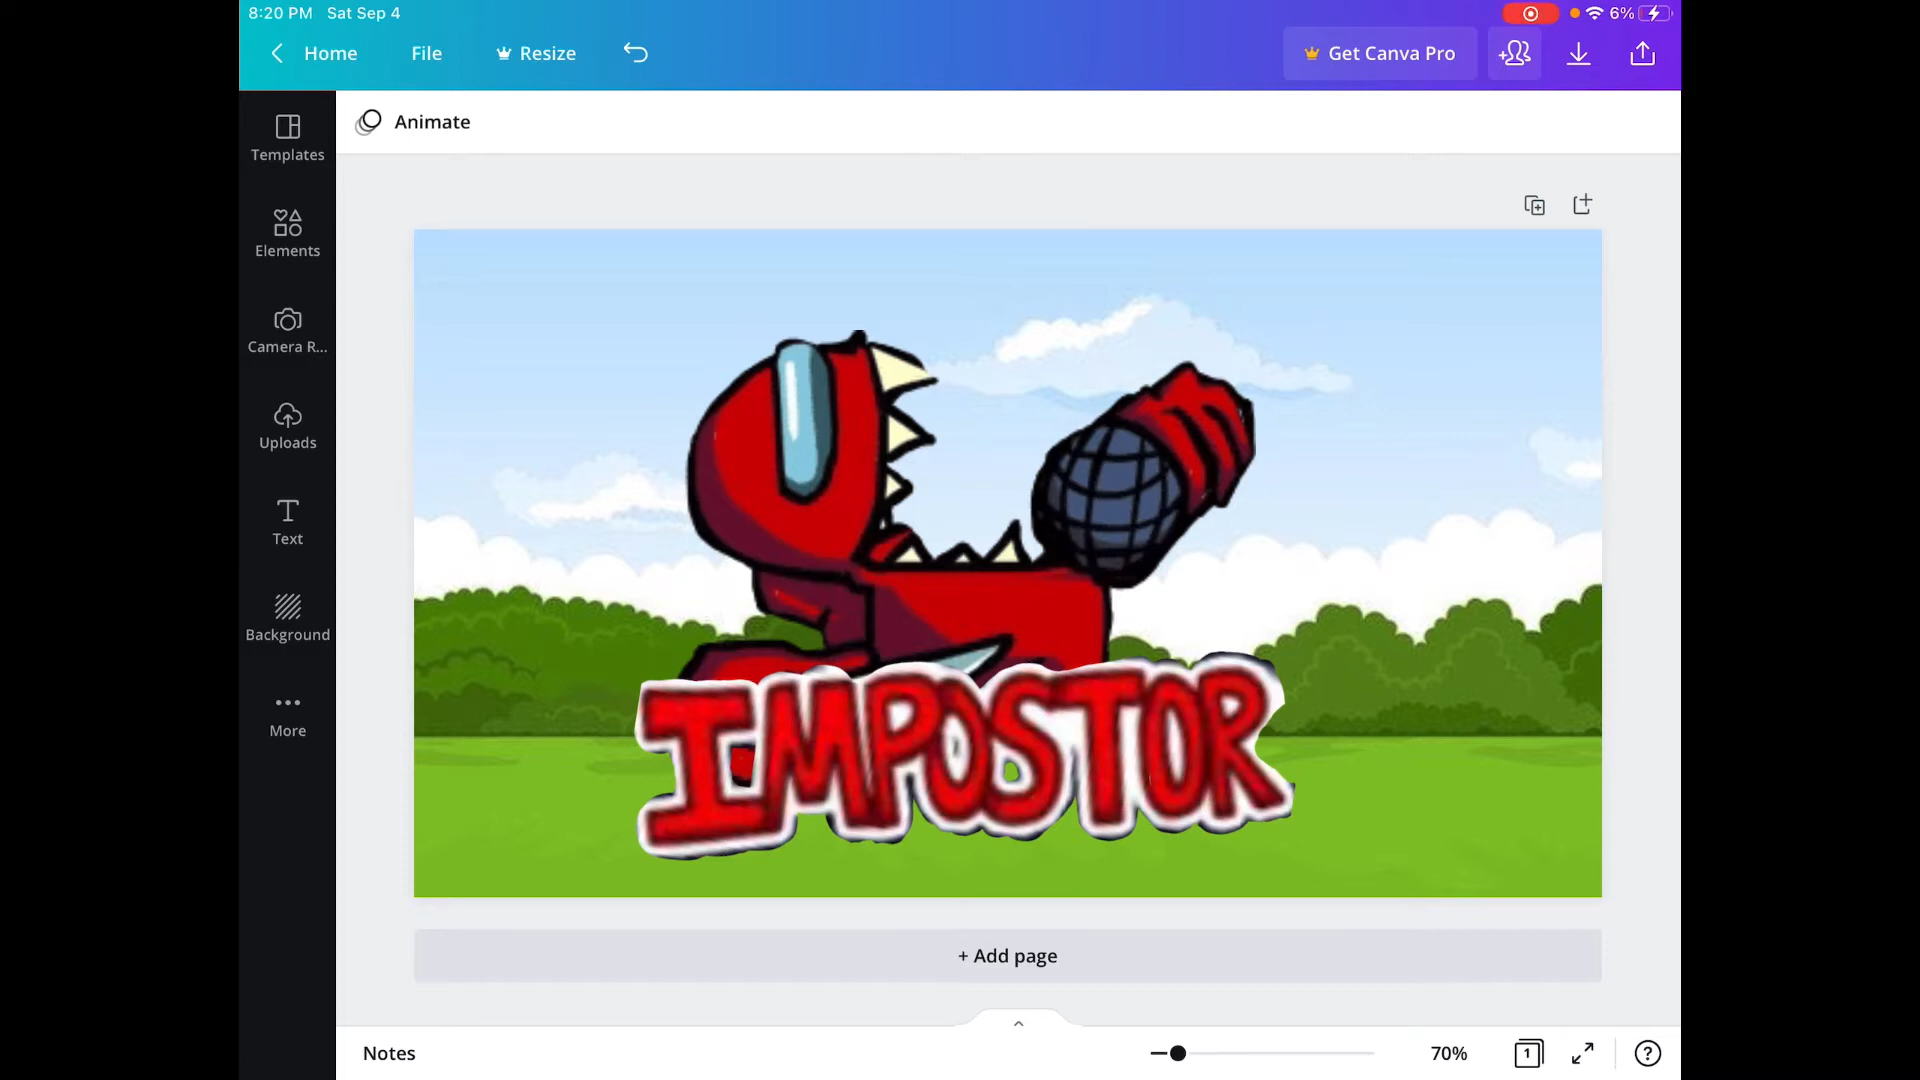 8:20 PM Sat Sep 4
6%
Home File Resize
Get Canva Pro
Animate
Templates
Elements
Camera R...
Uploads
Text
Background
More
IMPOSTOR
+ Add page
Notes
70%
1
?